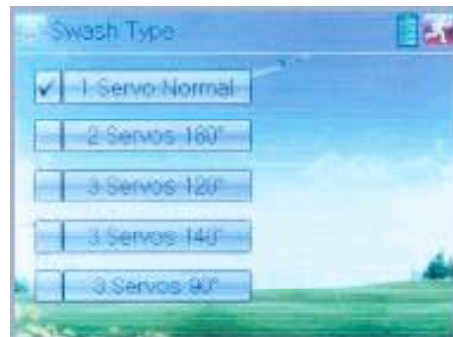 Swash Type
1 Servo Normal
2 Servos 180°
3 Servos 120°
3 Servos 140°
3 Servos 90°